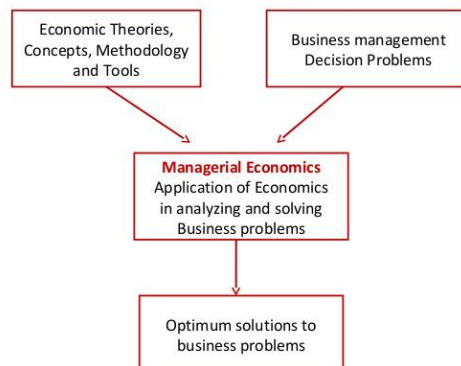 Economic Theories,
Concepts, Methodology
and Tools
Business management
Decision Problems
Managerial Economics
Application of Economics
in analyzing and solving
Business problems
Optimum solutions to
business problems